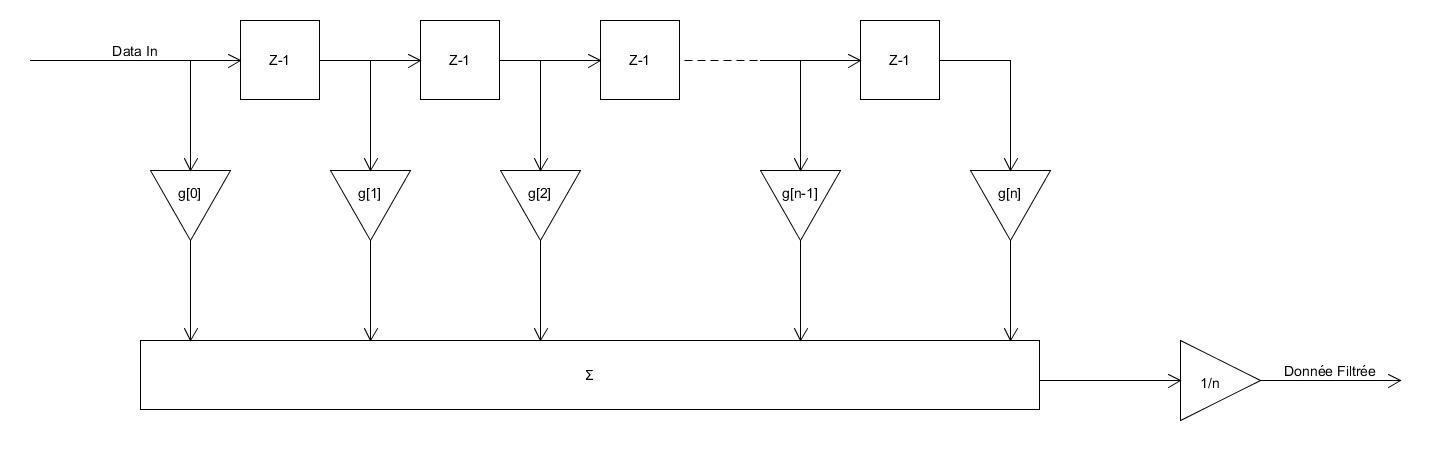 Data In
Z-1
Z-1
Z-1
Z-1
g[0]
g[1]
g[2]
g[n-1]
g[n]
Σ
1/n
Donnée Filtrée